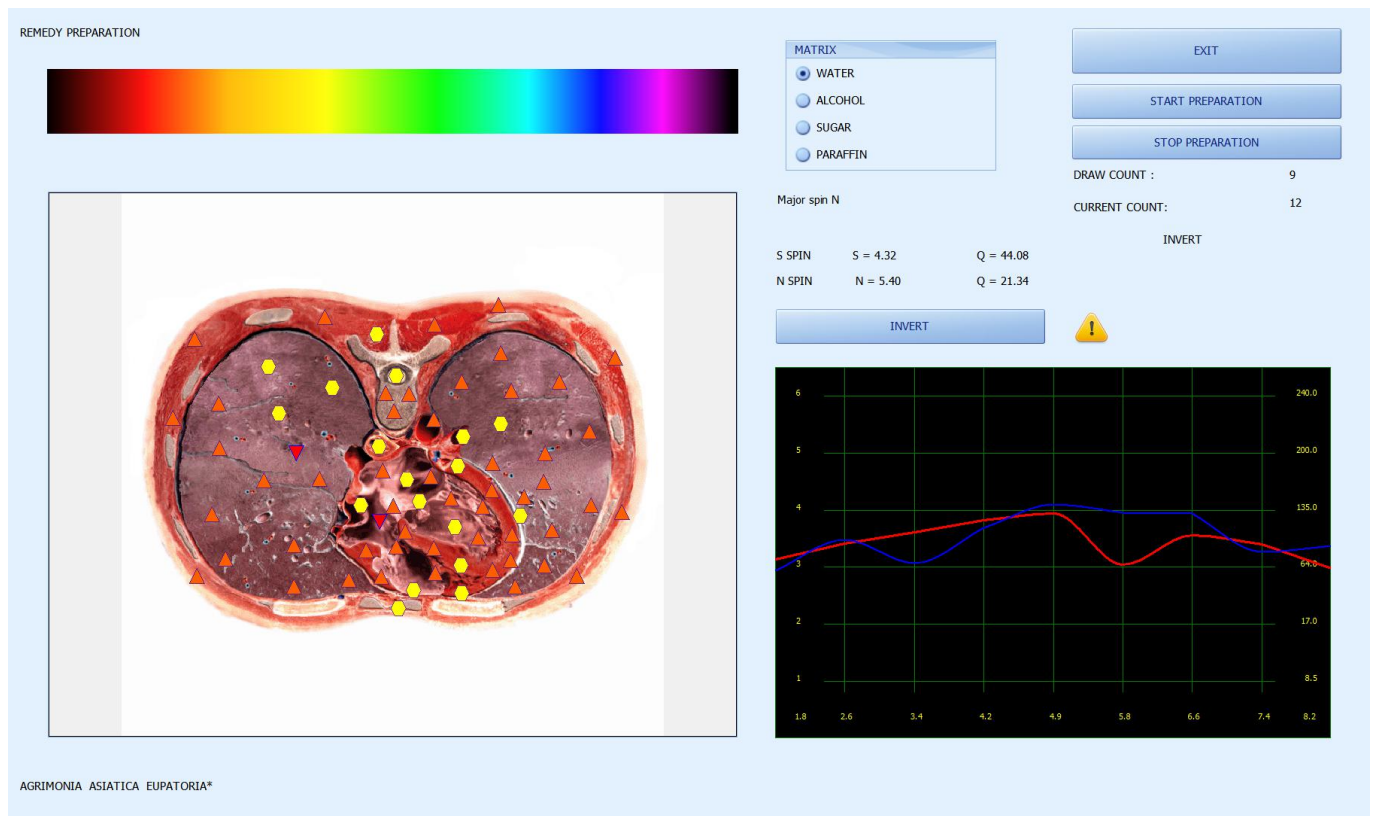 REMEDY PREPARATION
MATRIX
WATER
ALCOHOL
SUGAR
PARAFFIN
EXIT
START PREPARATION
STOP PREPARATION
DRAW COUNT : 9
CURRENT COUNT: 12
INVERT
Major spin N
S SPIN S = 4.32 Q = 44.08
N SPIN N = 5.40 Q = 21.34
INVERT
6 240.0
5 200.0
4 135.0
3 64.0
2 17.0
1 8.5
1.8 2.6 3.4 4.2 4.9 5.8 6.6 7.4 8.2
AGRIMONIA ASIATICA EUPATORIA*